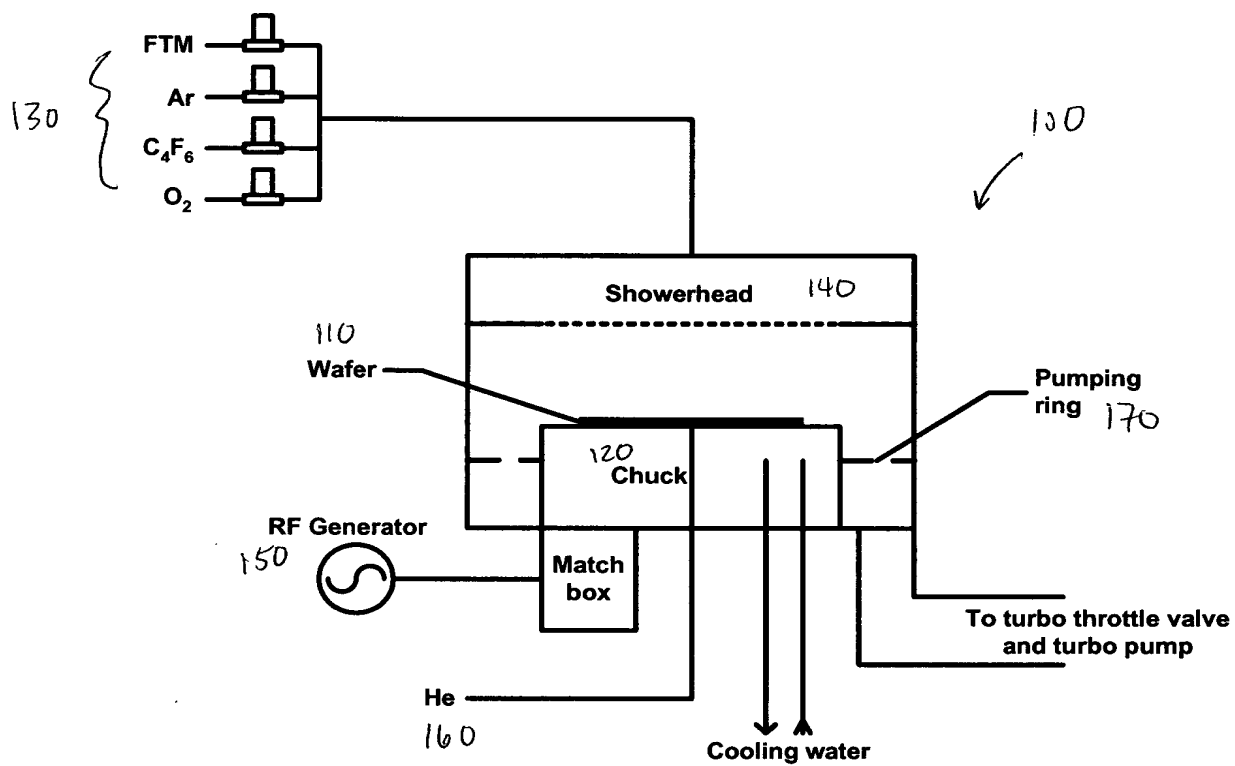 FTM
Ar
130
C₄F₆
O₂
100
Showerhead 140
110
Wafer
Pumping
ring 170
120
Chuck
RF Generator
150
Match
box
To turbo throttle valve
and turbo pump
He
160
Cooling water